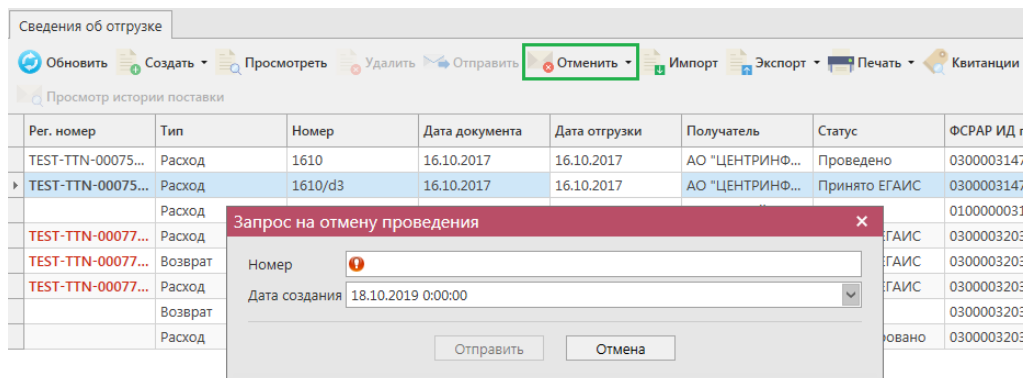 Сведения об отгрузке
Обновить Создать Просмотреть Удалить Отправить Отменить Импорт Экспорт Печать Квитанции
Просмотр истории поставки
Рег. номер Тип Номер Дата документа Дата отгрузки Получатель Статус ФСРАР ИД
TEST-TTN-00075... Расход 1610 16.10.2017 16.10.2017 АО "ЦЕНТРИНФ... Проведено 0300003147
TEST-TTN-00075... Расход 1610/d3 16.10.2017 16.10.2017 АО "ЦЕНТРИНФ... Принято ЕГАИС 0300003147
Расход 0100000031
Запрос на отмену проведения
TEST-TTN-00077... Расход ЕГАИС 0300003203
TEST-TTN-00077... Возврат ЕГАИС 0300003203
Номер
TEST-TTN-00077... Расход ЕГАИС 0300003203
Дата создания 18.10.2019 0:00:00
Возврат 0300003203
Расход ровано 0300003203
Отправить Отмена